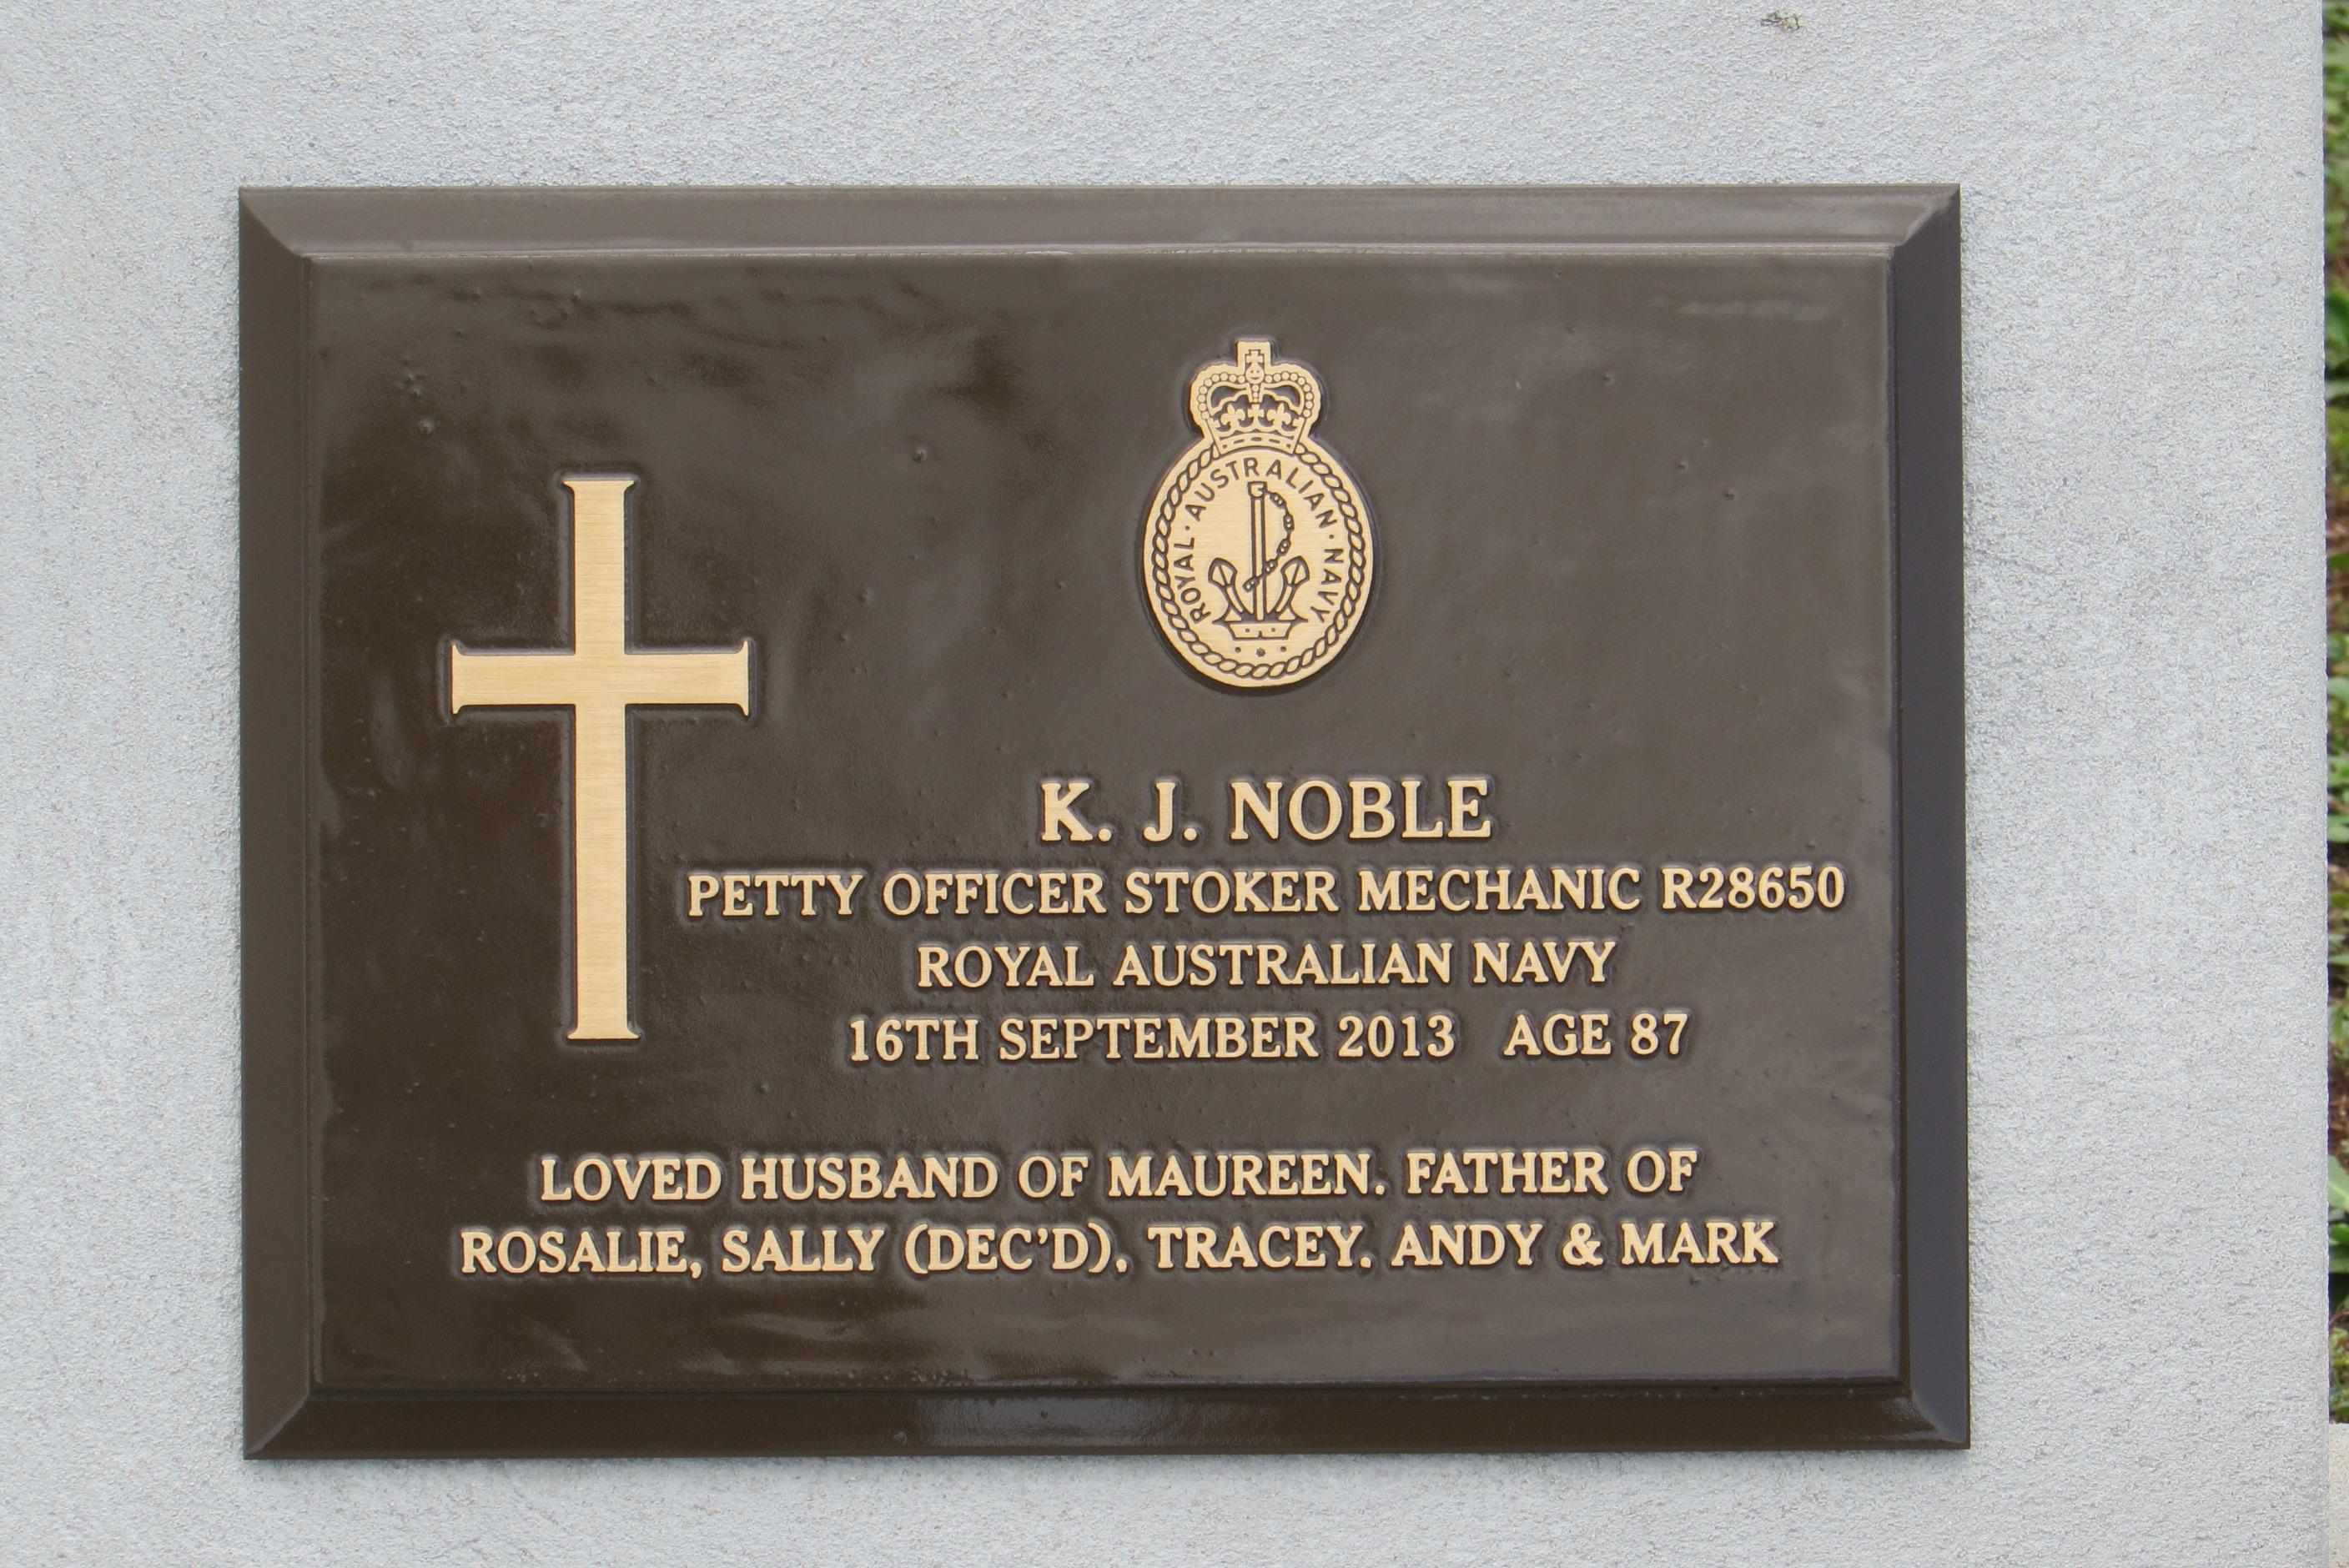 ROYAL · AUSTRALIAN · NAVY
K. J. NOBLE
PETTY OFFICER STOKER MECHANIC R28650
ROYAL AUSTRALIAN NAVY
16TH SEPTEMBER 2013 AGE 87
LOVED HUSBAND OF MAUREEN. FATHER OF
ROSALIE, SALLY (DEC'D), TRACEY. ANDY & MARK